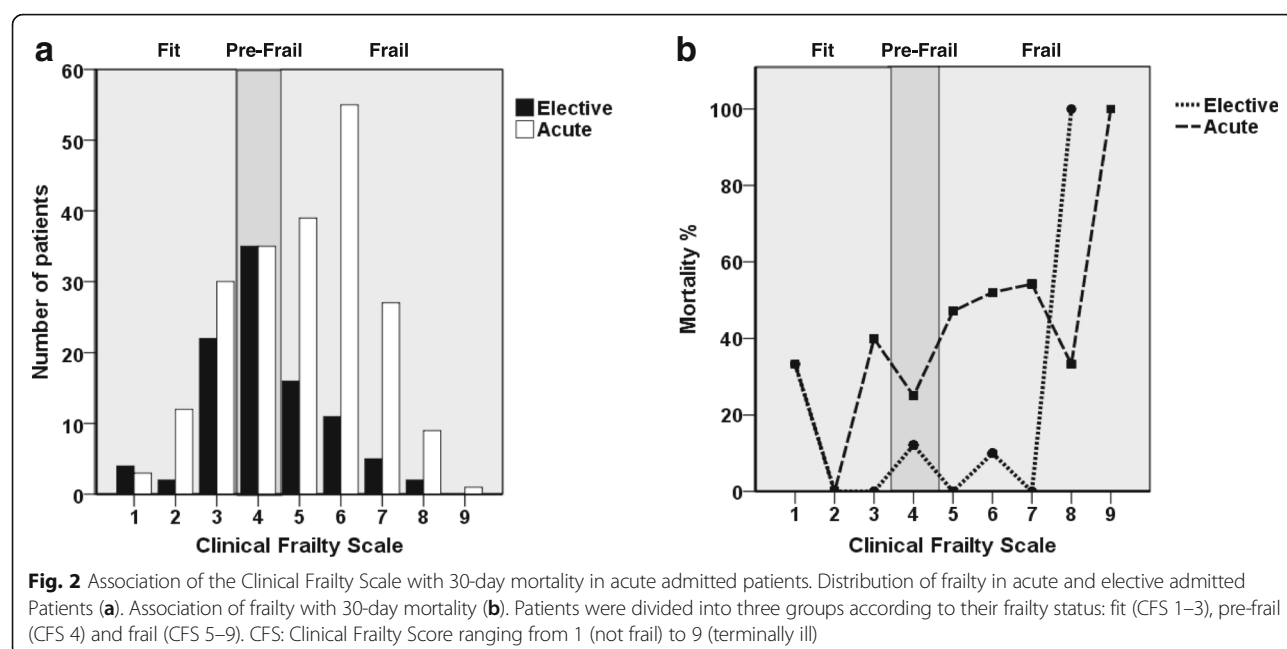 a
Fit Pre-Frail Frail
60
50
40
30
20
10
0
Number of patients
1 2 3 4 5 6 7 8 9
Clinical Frailty Scale
Elective
Acute
b
Fit Pre-Frail Frail
100
80
60
40
20
0
Mortality %
1 2 3 4 5 6 7 8 9
Clinical Frailty Scale
Elective
Acute
Fig. 2 Association of the Clinical Frailty Scale with 30-day mortality in acute admitted patients. Distribution of frailty in acute and elective admitted
Patients (a). Association of frailty with 30-day mortality (b). Patients were divided into three groups according to their frailty status: fit (CFS 1–3), pre-frail
(CFS 4) and frail (CFS 5–9). CFS: Clinical Frailty Score ranging from 1 (not frail) to 9 (terminally ill)